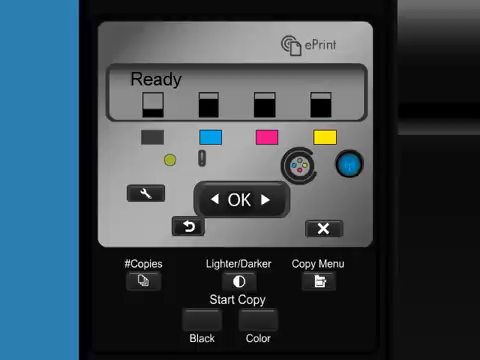 ePrint
Ready
OK
#Copies
Lighter/Darker
Copy Menu
Start Copy
Black
Color